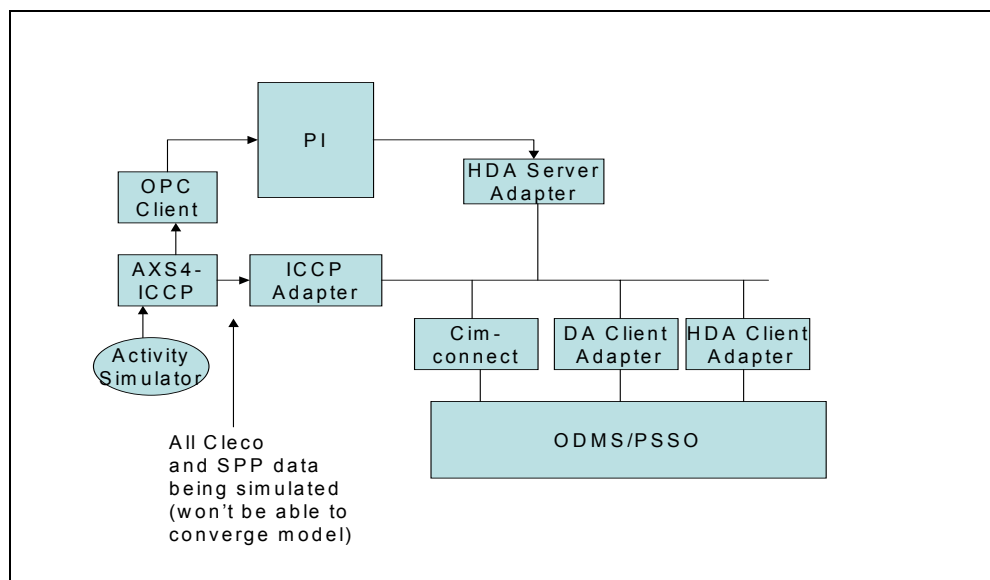 PI
HDA Server
Adapter
OPC
Client
AXS4-
ICCP
ICCP
Adapter
Cim-
connect
DA Client
Adapter
HDA Client
Adapter
Activity
Simulator
ODMS/PSSO
All Cleco
and SPP data
being simulated
(won't be able to
converge model)